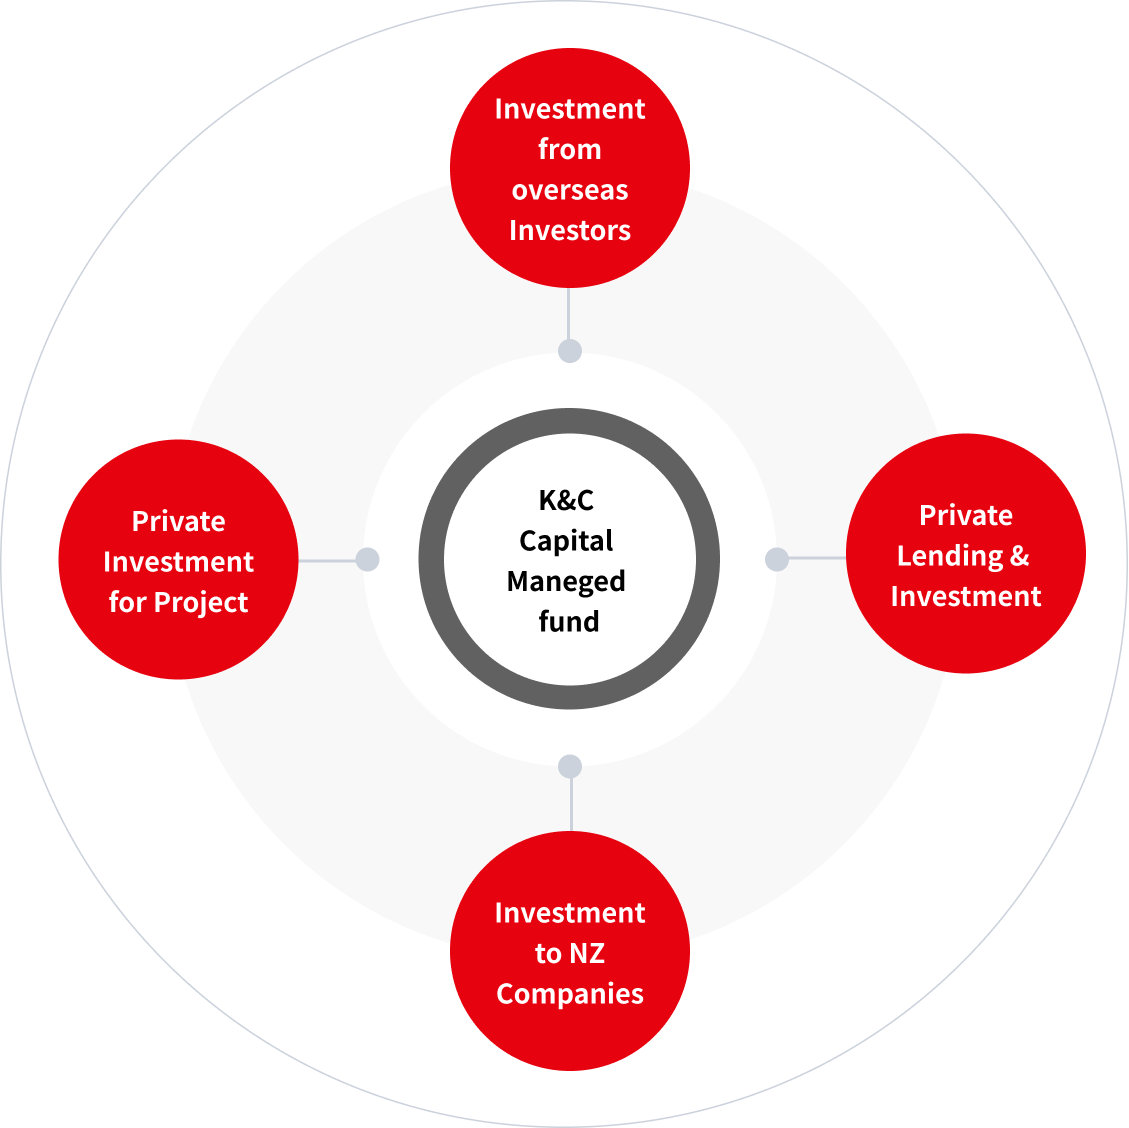 Investment
from
overseas
Investors
Private
Investment
for Project
K&C
Capital
Maneged
fund
Private
Lending &
Investment
Investment
to NZ
Companies